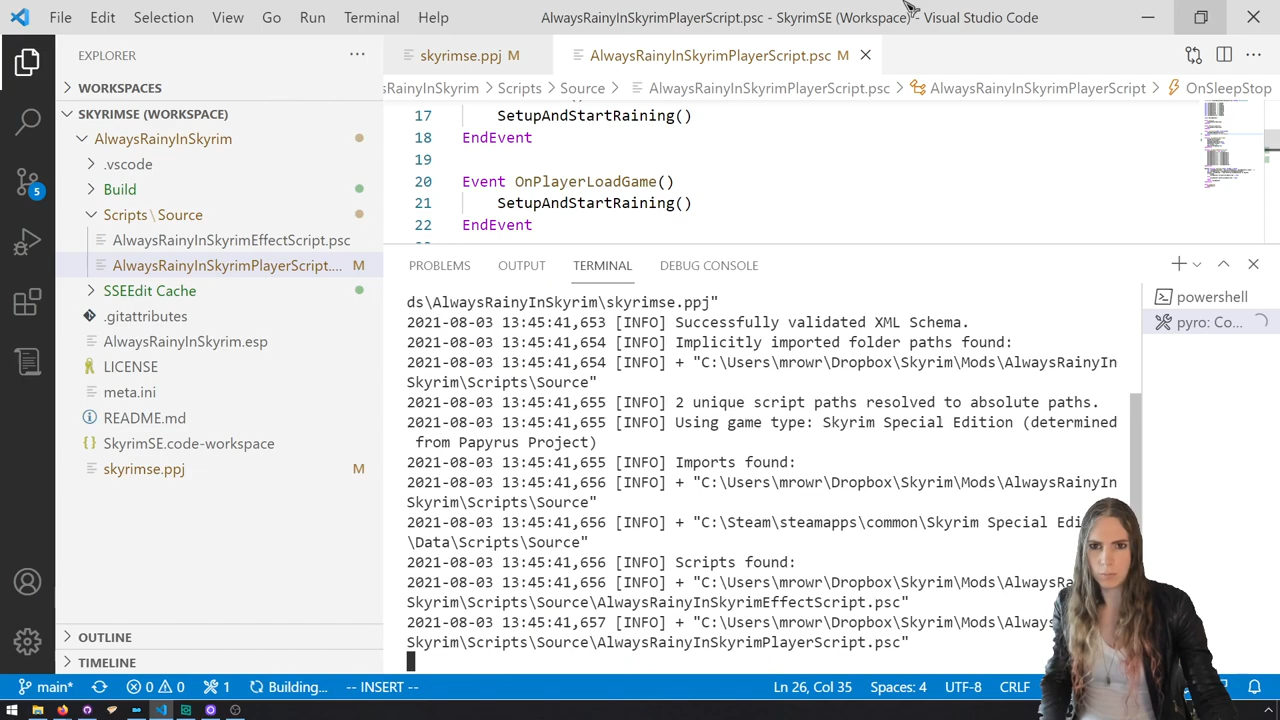 File Edit Selection View Go Run Terminal Help AlwaysRainyInSkyrimPlayerScript.psc - SkyrimSE (Workspace) - Visual Studio Code
EXPLORER
WORKSPACES
SKYRIMSE (WORKSPACE)
AlwaysRainyInSkyrim
.vscode
Build
Scripts\Source
AlwaysRainyInSkyrimEffectScript.psc
AlwaysRainyInSkyrimPlayerScript.... M
SSEEdit Cache
.gitattributes
AlwaysRainyInSkyrim.esp
LICENSE
meta.ini
README.md
SkyrimSE.code-workspace
skyrimse.ppj M
OUTLINE
TIMELINE
5
skyrimse.ppj M AlwaysRainyInSkyrimPlayerScript.psc M
sRainyInSkyrim > Scripts > Source > AlwaysRainyInSkyrimPlayerScript.psc > AlwaysRainyInSkyrimPlayerScript > OnSleepStop
17 SetupAndStartRaining()
18 EndEvent
19
20 Event OnPlayerLoadGame()
21 SetupAndStartRaining()
22 EndEvent
PROBLEMS OUTPUT TERMINAL DEBUG CONSOLE
ds\AlwaysRainyInSkyrim\skyrimse.ppj"
2021-08-03 13:45:41,653 [INFO] Successfully validated XML Schema.
2021-08-03 13:45:41,654 [INFO] Implicitly imported folder paths found:
2021-08-03 13:45:41,654 [INFO] + "C:\Users\mrowr\Dropbox\Skyrim\Mods\AlwaysRainyIn
Skyrim\Scripts\Source"
2021-08-03 13:45:41,655 [INFO] 2 unique script paths resolved to absolute paths.
2021-08-03 13:45:41,655 [INFO] Using game type: Skyrim Special Edition (determined
from Papyrus Project)
2021-08-03 13:45:41,655 [INFO] Imports found:
2021-08-03 13:45:41,656 [INFO] + "C:\Users\mrowr\Dropbox\Skyrim\Mods\AlwaysRainyIn
Skyrim\Scripts\Source"
2021-08-03 13:45:41,656 [INFO] + "C:\Steam\steamapps\common\Skyrim Special Edi
\Data\Scripts\Source"
2021-08-03 13:45:41,656 [INFO] Scripts found:
2021-08-03 13:45:41,656 [INFO] + "C:\Users\mrowr\Dropbox\Skyrim\Mods\AlwaysRa
Skyrim\Scripts\Source\AlwaysRainyInSkyrimEffectScript.psc"
2021-08-03 13:45:41,657 [INFO] + "C:\Users\mrowr\Dropbox\Skyrim\Mods\Always
Skyrim\Scripts\Source\AlwaysRainyInSkyrimPlayerScript.psc"
powershell
pyro: Co...
main* 0 0 1 Building... -- INSERT -- Ln 26, Col 35 Spaces: 4 UTF-8 CRLF